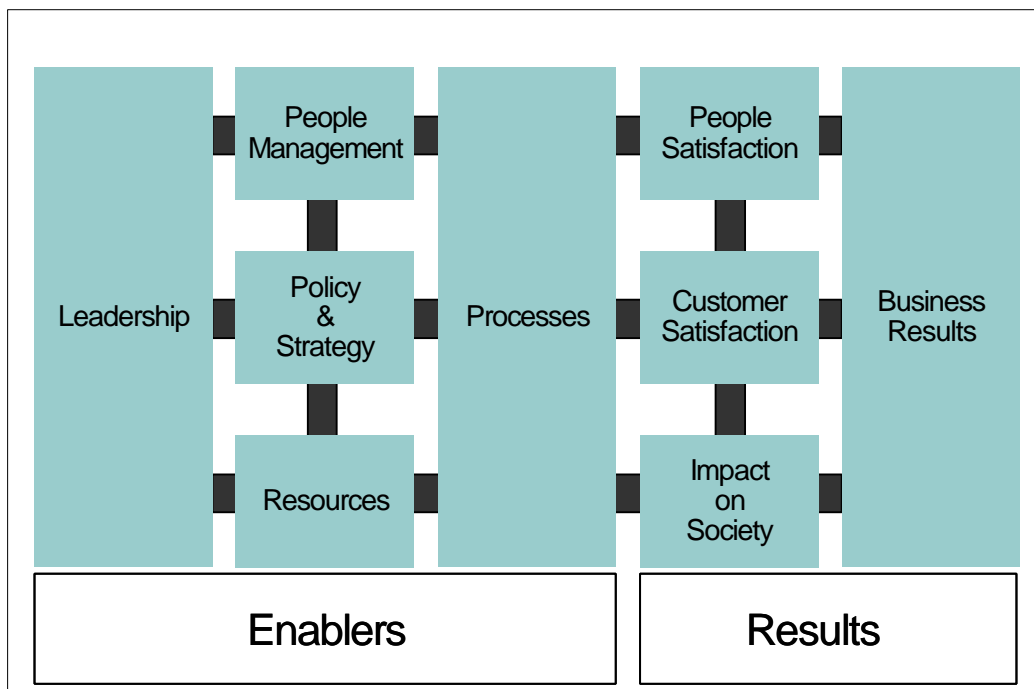 People
Management
People
Satisfaction
Leadership
Policy
&
Strategy
Processes
Customer
Satisfaction
Business
Results
Resources
Impact
on
Society
Enablers
Results